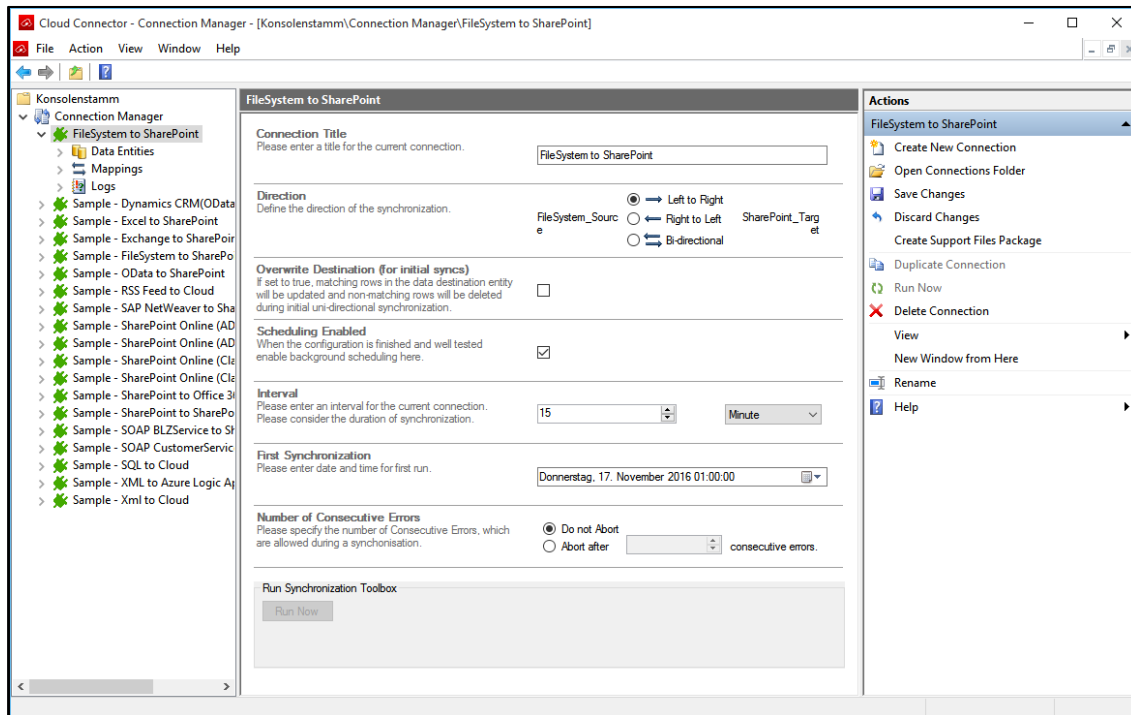 Cloud Connector - Connection Manager - [Konsolenstamm\Connection Manager\FileSystem to SharePoint]
File Action View Window Help
Konsolenstamm
Connection Manager
FileSystem to SharePoint
Data Entities
Mappings
Logs
Sample - Dynamics CRM(OData
Sample - Excel to SharePoint
Sample - Exchange to SharePoir
Sample - FileSystem to SharePo
Sample - OData to SharePoint
Sample - RSS Feed to Cloud
Sample - SAP NetWeaver to Sha
Sample - SharePoint Online (AD
Sample - SharePoint Online (AD
Sample - SharePoint Online (Cla
Sample - SharePoint Online (Cla
Sample - SharePoint to Office 3
Sample - SharePoint to SharePo
Sample - SOAP BLZService to Sh
Sample - SOAP CustomerServic
Sample - SQL to Cloud
Sample - XML to Azure Logic Ap
Sample - Xml to Cloud
FileSystem to SharePoint
Connection Title
Please enter a title for the current connection.
FileSystem to SharePoint
Direction
Define the direction of the synchronization.
FileSystem_Sourc
e
Left to Right
Right to Left
Bi-directional
SharePoint_Targ
et
Overwrite Destination (for initial syncs)
If set to true, matching rows in the data destination entity
will be updated and non-matching rows will be deleted
during initial uni-directional synchronization.
Scheduling Enabled
When the configuration is finished and well tested
enable background scheduling here.
Interval
Please enter an interval for the current connection.
Please consider the duration of synchronization.
15
Minute
First Synchronization
Please enter date and time for first run.
Donnerstag, 17. November 2016 01:00:00
Number of Consecutive Errors
Please specify the number of Consecutive Errors, which
are allowed during a synchonisation.
Do not Abort
Abort after
consecutive errors.
Run Synchronization Toolbox
Run Now
Actions
FileSystem to SharePoint
Create New Connection
Open Connections Folder
Save Changes
Discard Changes
Create Support Files Package
Duplicate Connection
Run Now
Delete Connection
View
New Window from Here
Rename
Help